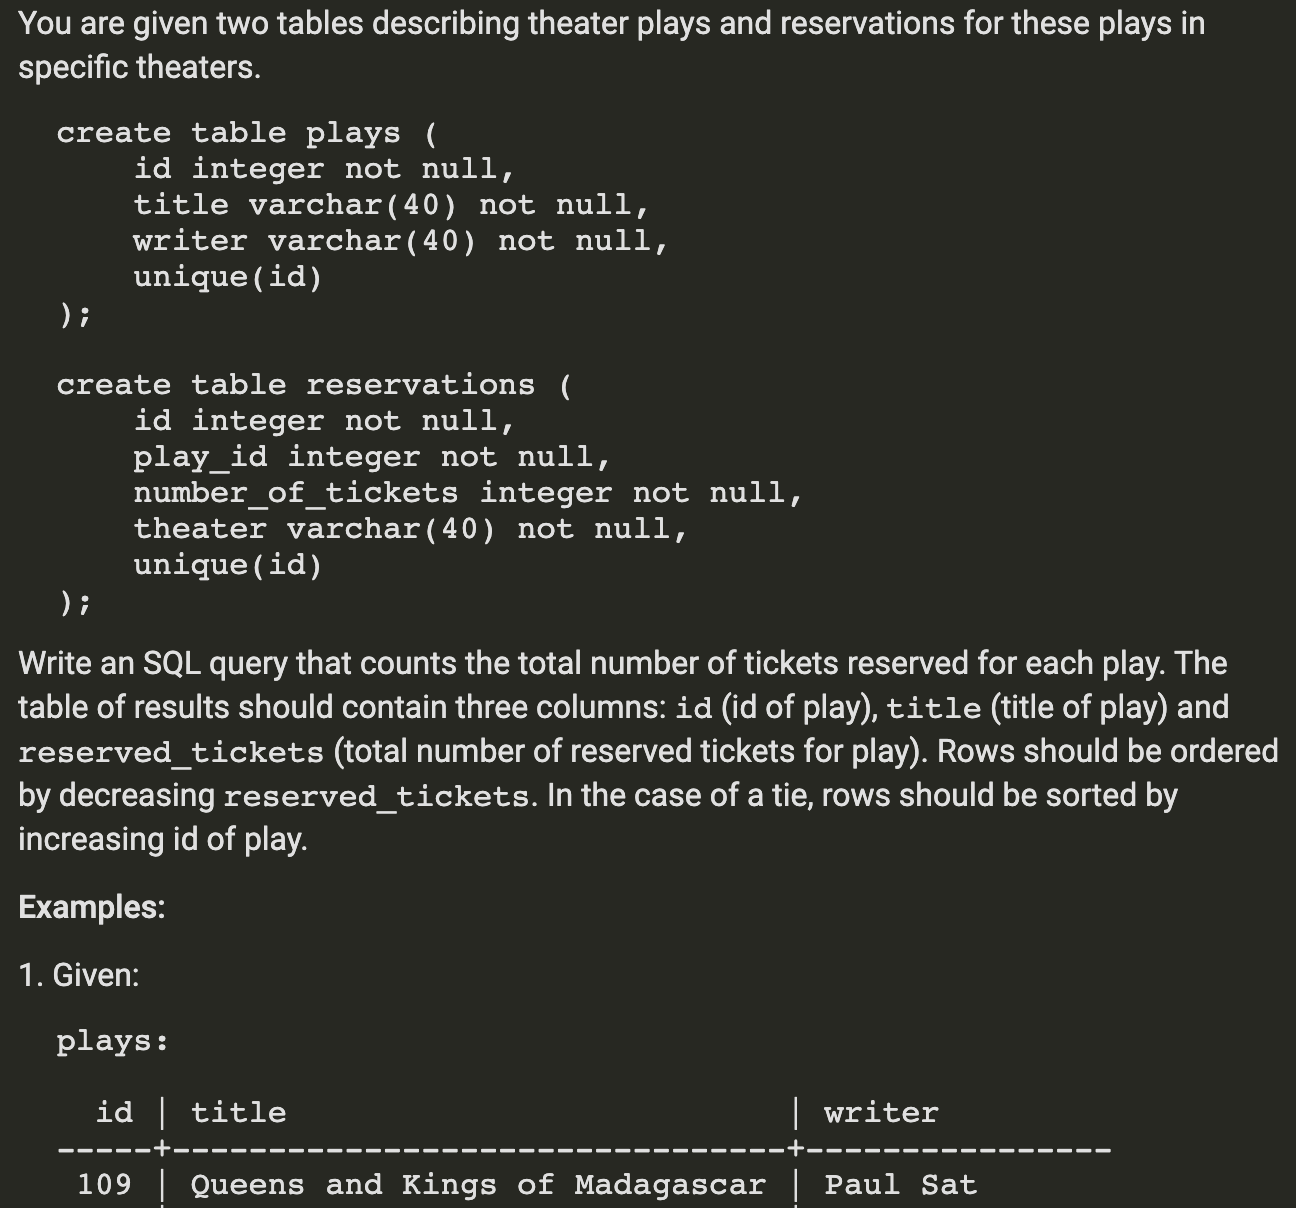 You are given two tables describing theater plays and reservations for these plays in
specific theaters.
create table plays (
id integer not null,
title varchar(40) not null,
writer varchar(40) not null,
unique(id)
);
create table reservations (
id integer not null,
play_id integer not null,
number_of_tickets integer not null,
theater varchar(40) not null,
unique(id)
);
Write an SQL query that counts the total number of tickets reserved for each play. The
table of results should contain three columns: id (id of play), title (title of play) and
reserved_tickets (total number of reserved tickets for play). Rows should be ordered
by decreasing reserved_tickets. In the case of a tie, rows should be sorted by
increasing id of play.
Examples:
1. Given:
plays:
id | title | writer
-----+--------------------------------+----------------
109 | Queens and Kings of Madagascar | Paul Sat